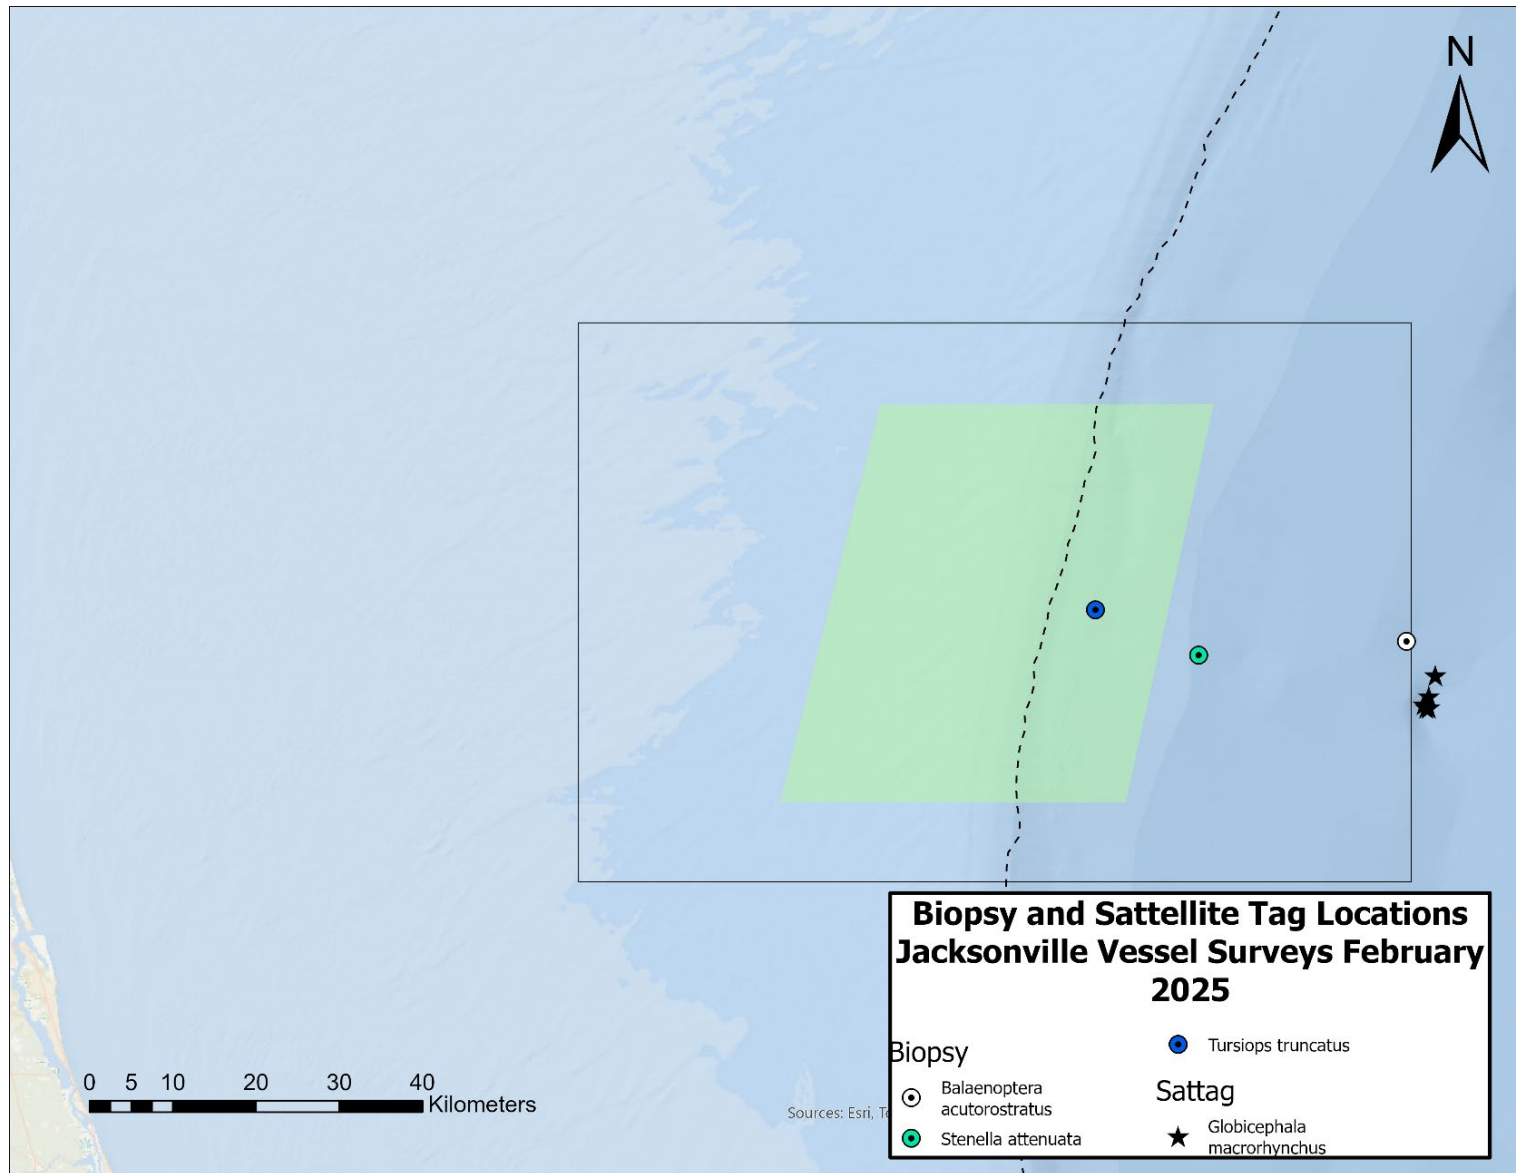 N
Biopsy and Sattellite Tag Locations
Jacksonville Vessel Surveys February
2025
Biopsy
Balaenoptera
acutorostratus
Stenella attenuata
Tursiops truncatus
Sattag
Globicephala
macrorhynchus
0 5 10 20 30 40
Kilometers
Sources: Esri,